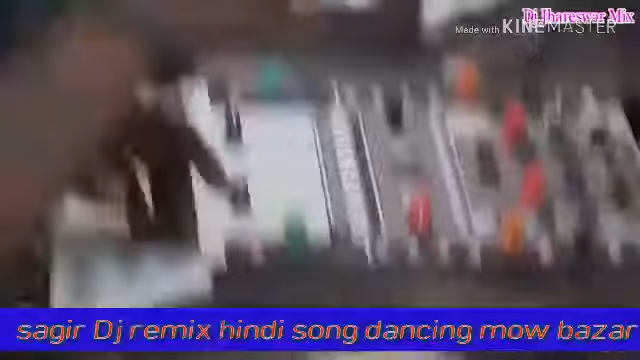 Dj Jhareswar Mix
Made with KINEMASTER
sagir Dj remix hindi song dancing mow bazar